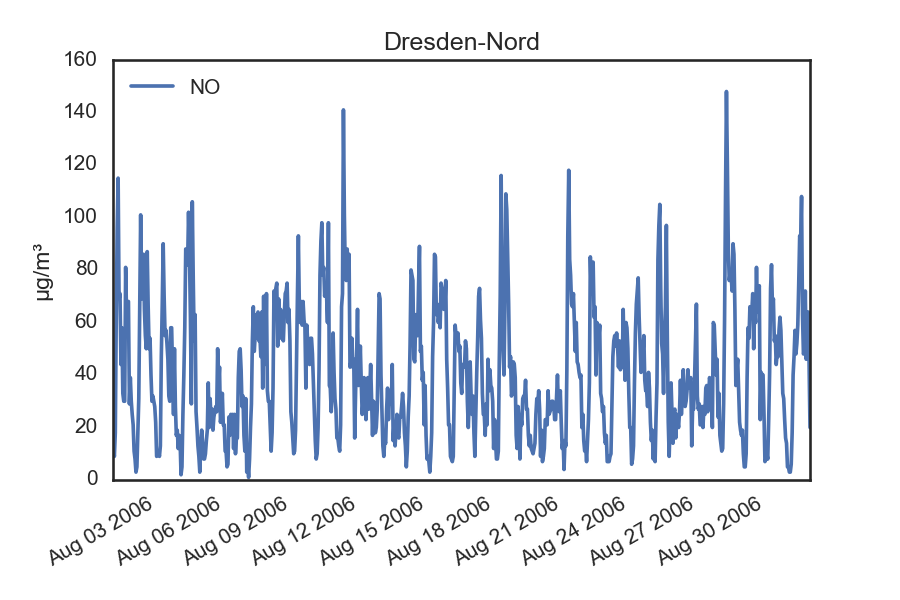 Dresden-Nord
160
140
120
100
80
60
40
20
0
µg/m³
NO
Aug 03 2006
Aug 06 2006
Aug 09 2006
Aug 12 2006
Aug 15 2006
Aug 18 2006
Aug 21 2006
Aug 24 2006
Aug 27 2006
Aug 30 2006